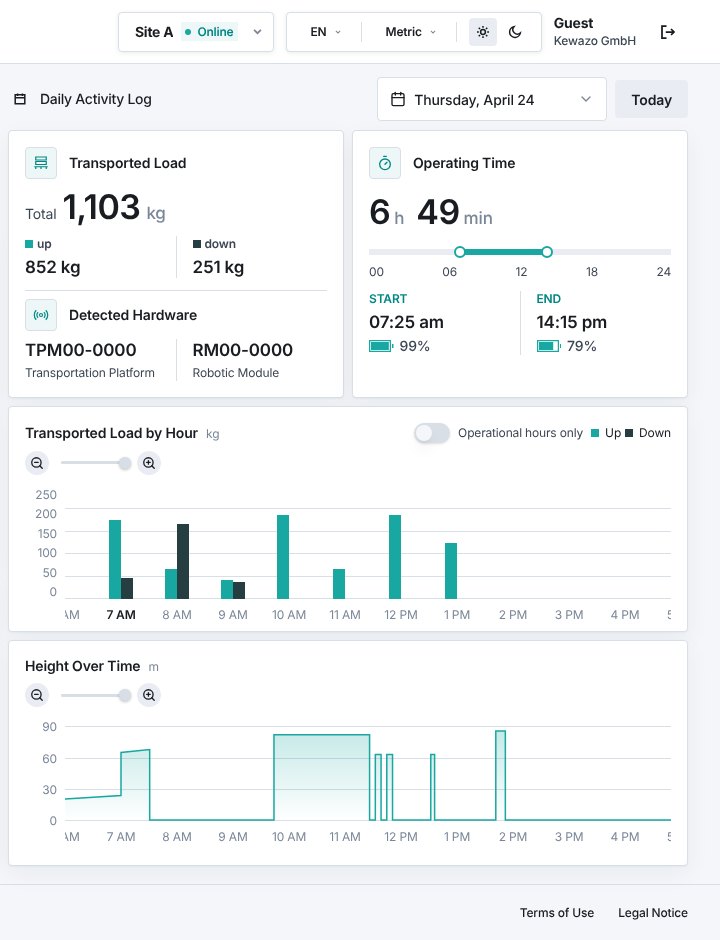 Site A Online EN Metric Guest
Kewazo GmbH
Daily Activity Log Thursday, April 24 Today
Transported Load
Total 1,103 kg
up down
852 kg 251 kg
Detected Hardware
TPM00-0000 RM00-0000
Transportation Platform Robotic Module
Operating Time
6 h 49 min
00 06 12 18 24
START END
07:25 am 14:15 pm
99% 79%
Transported Load by Hour kg Operational hours only Up Down
250
200
150
100
50
0
AM 7 AM 8 AM 9 AM 10 AM 11 AM 12 PM 1 PM 2 PM 3 PM 4 PM 5
Height Over Time m
90
60
30
0
AM 7 AM 8 AM 9 AM 10 AM 11 AM 12 PM 1 PM 2 PM 3 PM 4 PM 5
Terms of Use Legal Notice